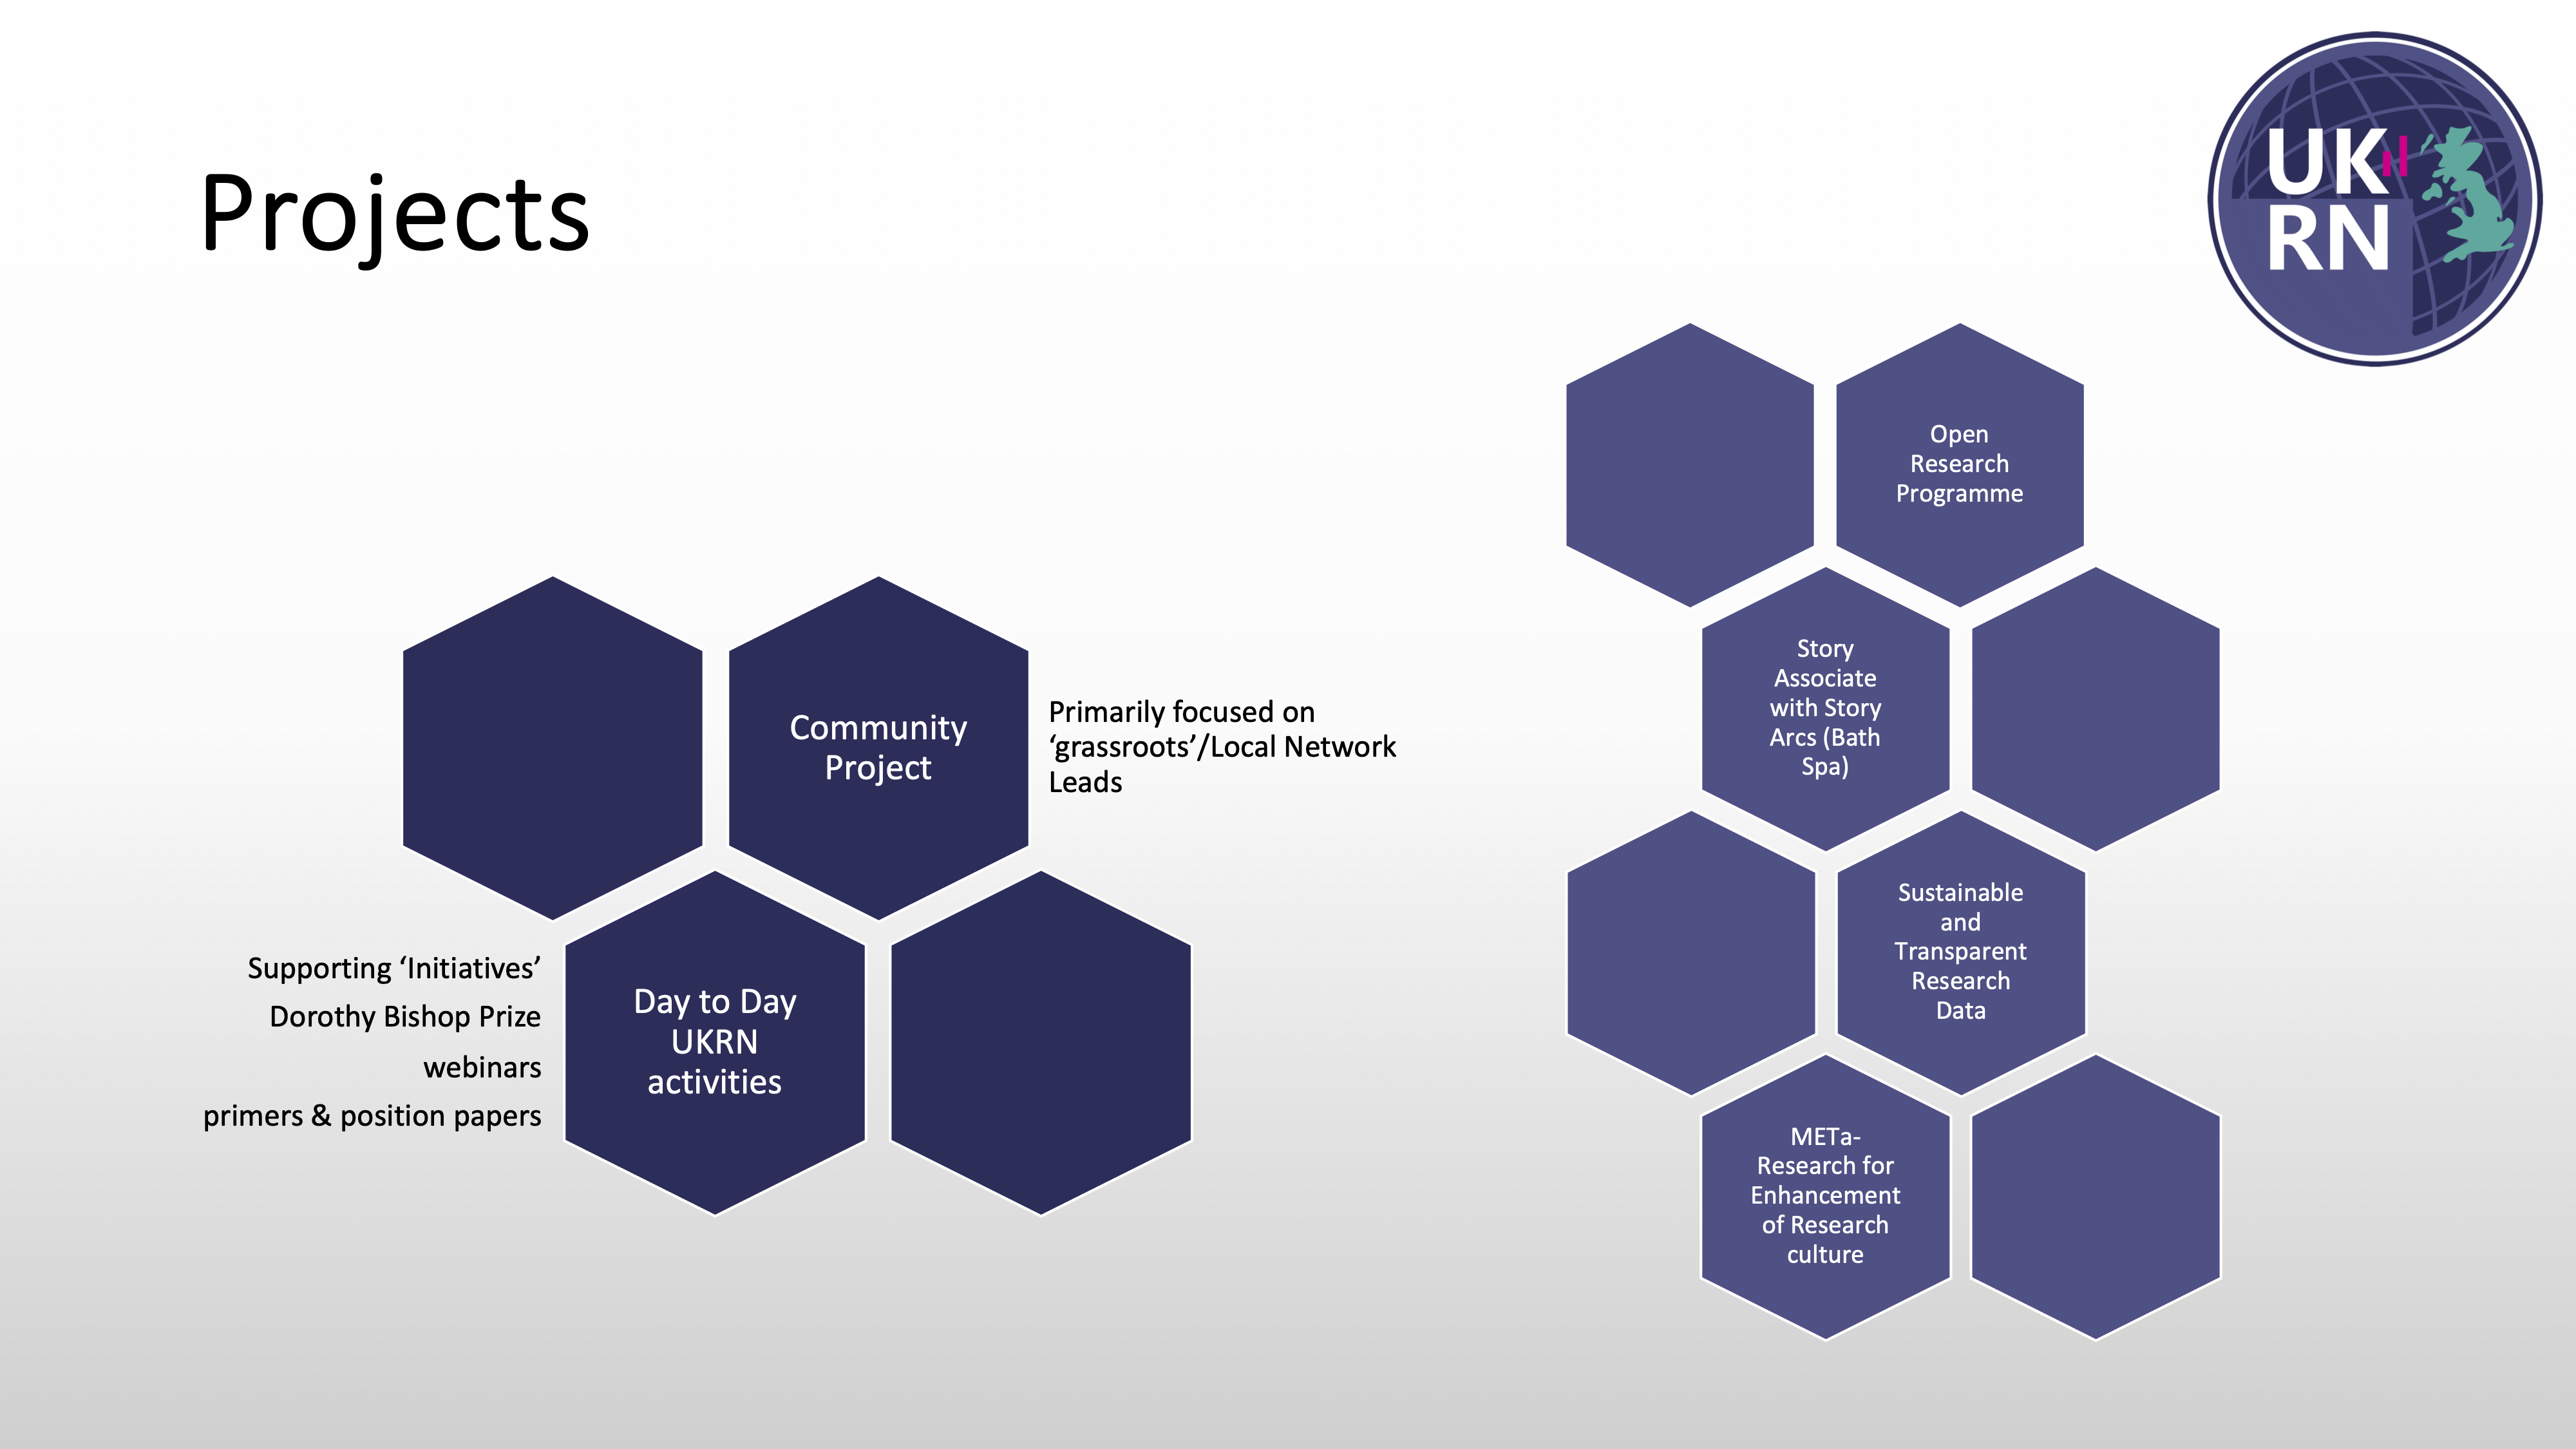 Projects
UK
RN
Community
Project
Primarily focused on
‘grassroots’/Local Network
Leads
Supporting ‘Initiatives’
Dorothy Bishop Prize
webinars
primers & position papers
Day to Day
UKRN
activities
Open
Research
Programme
Story
Associate
with Story
Arcs (Bath
Spa)
Sustainable
and
Transparent
Research
Data
METa-
Research for
Enhancement
of Research
culture